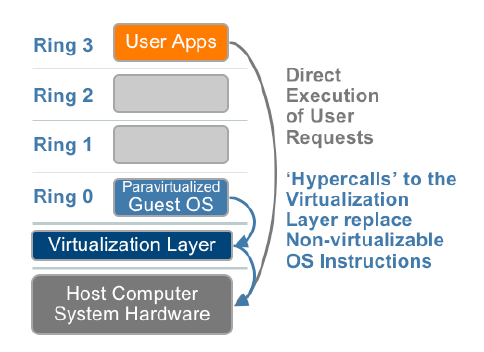 Ring 3
User Apps
Ring 2
Ring 1
Ring 0
Paravirtualized
Guest OS
Virtualization Layer
Host Computer
System Hardware
Direct
Execution
of User
Requests
‘Hypercalls’ to the
Virtualization
Layer replace
Non-virtualizable
OS Instructions